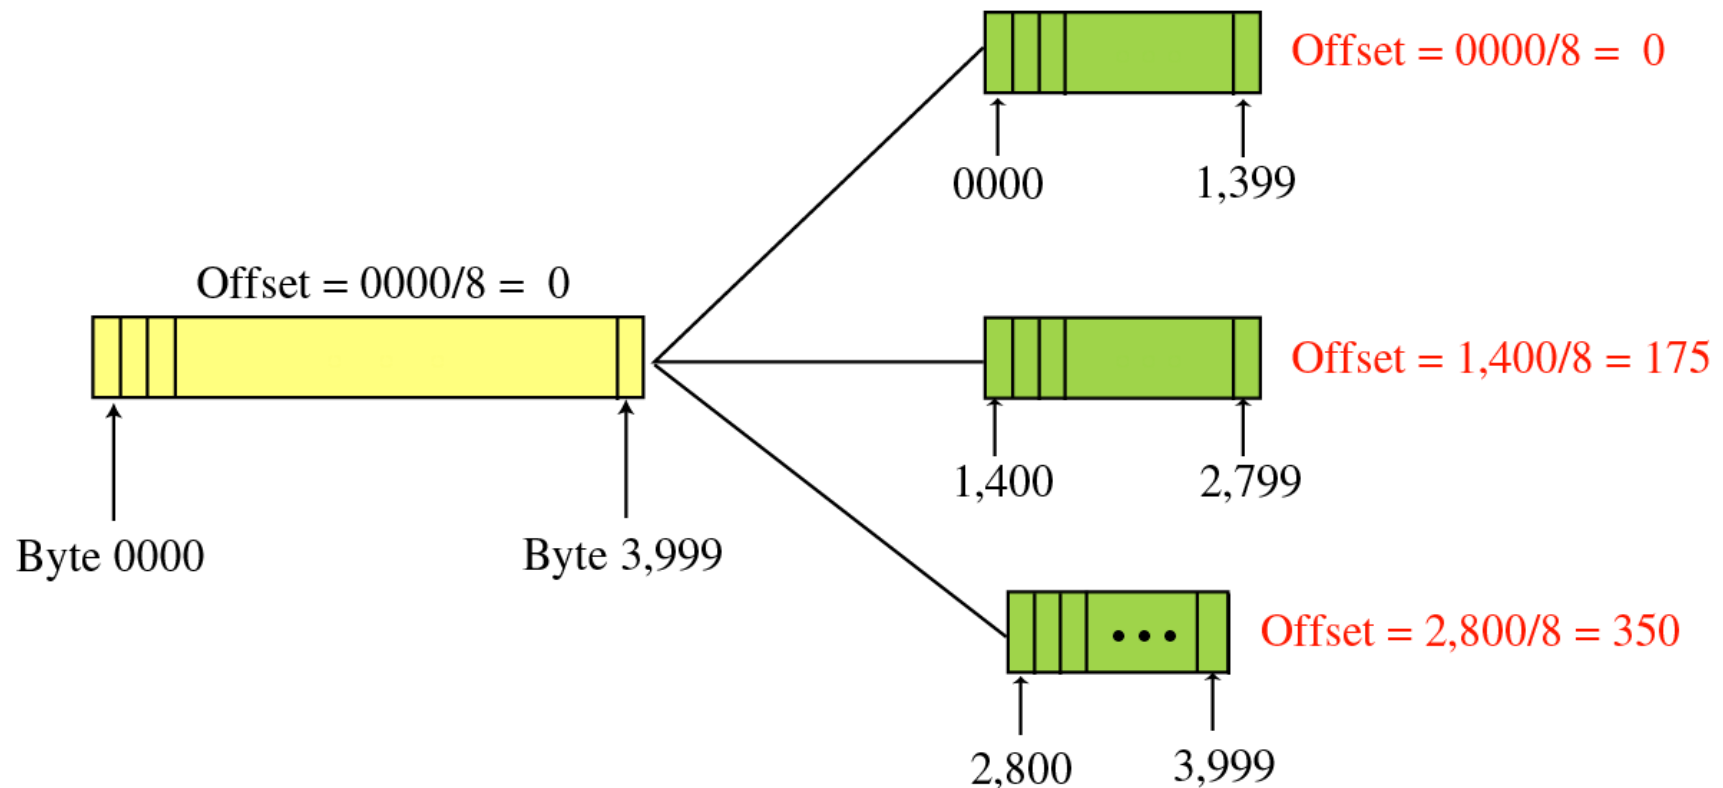 Offset = 0000/8 = 0
0000
1,399
Offset = 0000/8 = 0
Byte 0000
Byte 3,999
Offset = 1,400/8 = 175
1,400
2,799
Offset = 2,800/8 = 350
2,800
3,999